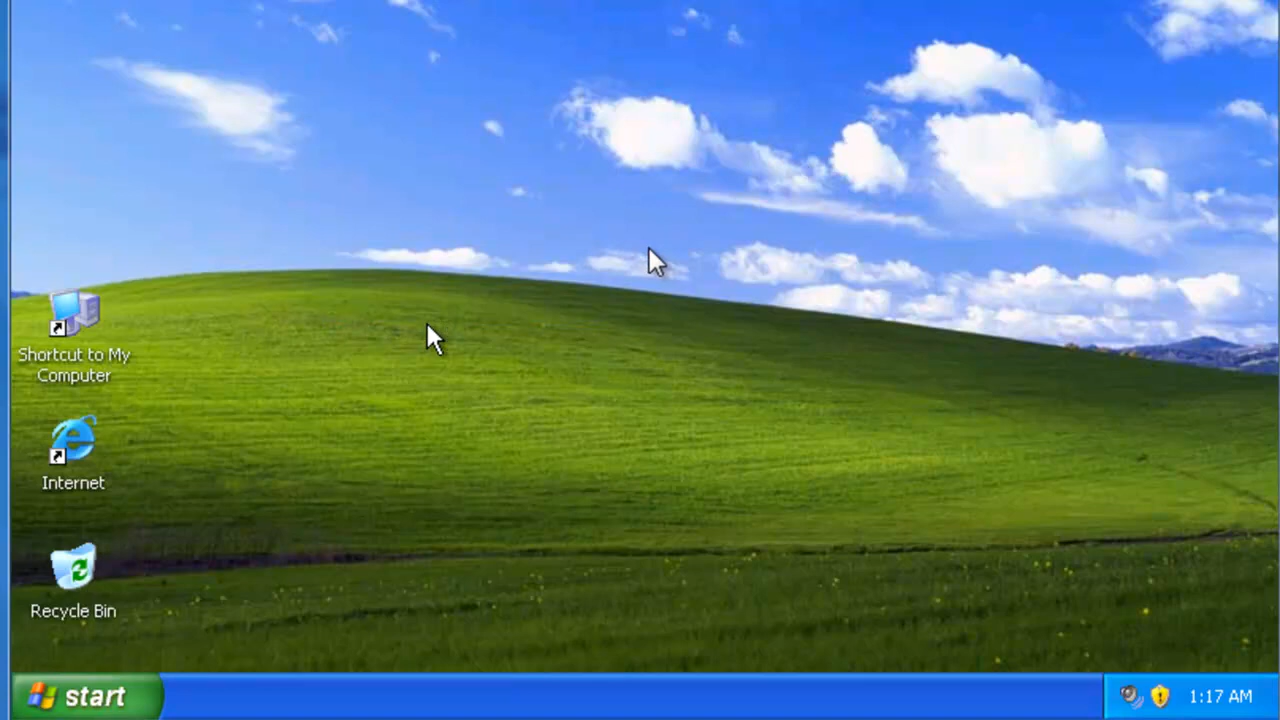 Shortcut to My
Computer
Internet
Recycle Bin
start
1:17 AM